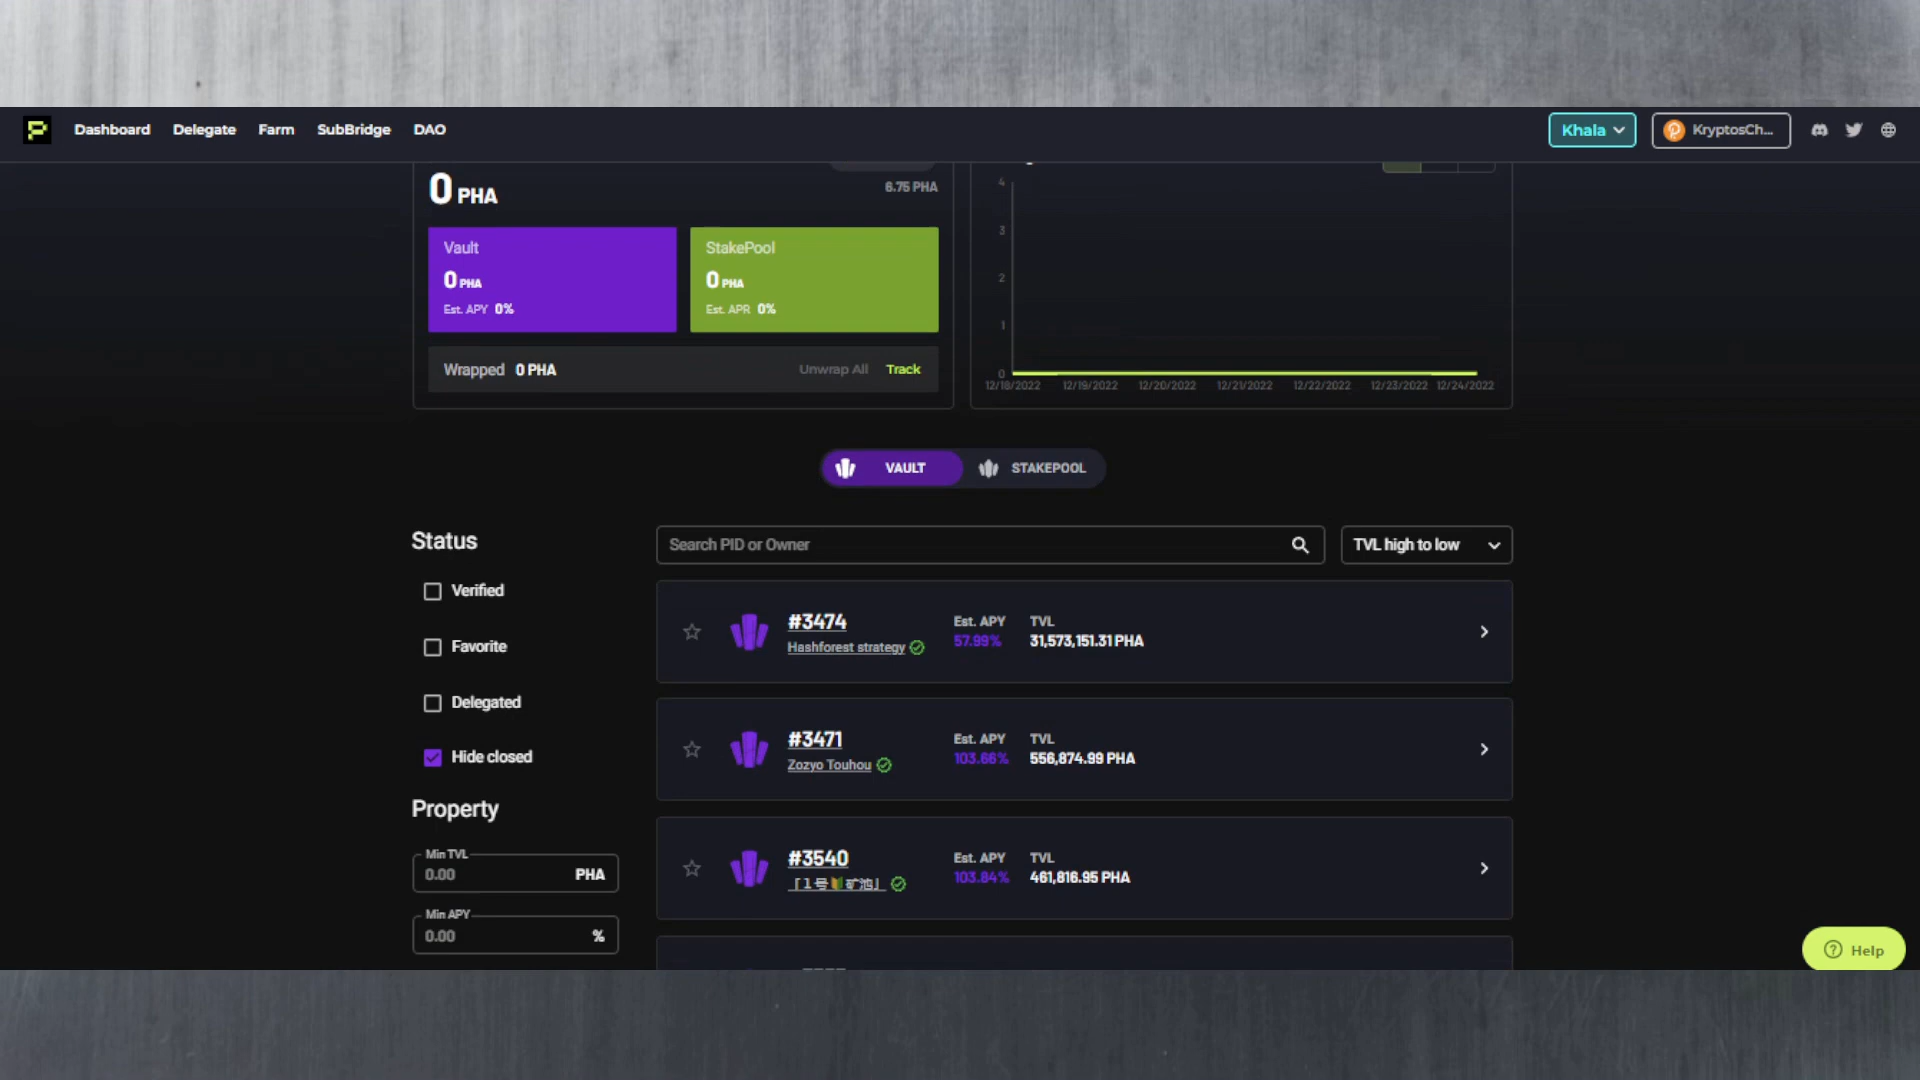 Dashboard Delegate Farm SubBridge DAO Khala KryptosCh...
0 PHA 6.75 PHA
Vault
0 PHA
Est. APY 0%
StakePool
0 PHA
Est. APR 0%
Wrapped 0 PHA Unwrap All Track
4
3
2
1
0
12/18/2022 12/19/2022 12/20/2022 12/21/2022 12/22/2022 12/23/2022 12/24/2022
VAULT STAKEPOOL
Status
Verified
Favorite
Delegated
Hide closed
Property
Min TVL
0.00 PHA
Min APY
0.00 %
Search PID or Owner TVL high to low
#3474 Est. APY TVL
Hashforest strategy 57.99% 31,573,151.31 PHA
#3471 Est. APY TVL
Zozyo Touhou 103.66% 556,874.99 PHA
#3540 Est. APY TVL
「1号🔰矿池」 103.84% 461,816.95 PHA
Help